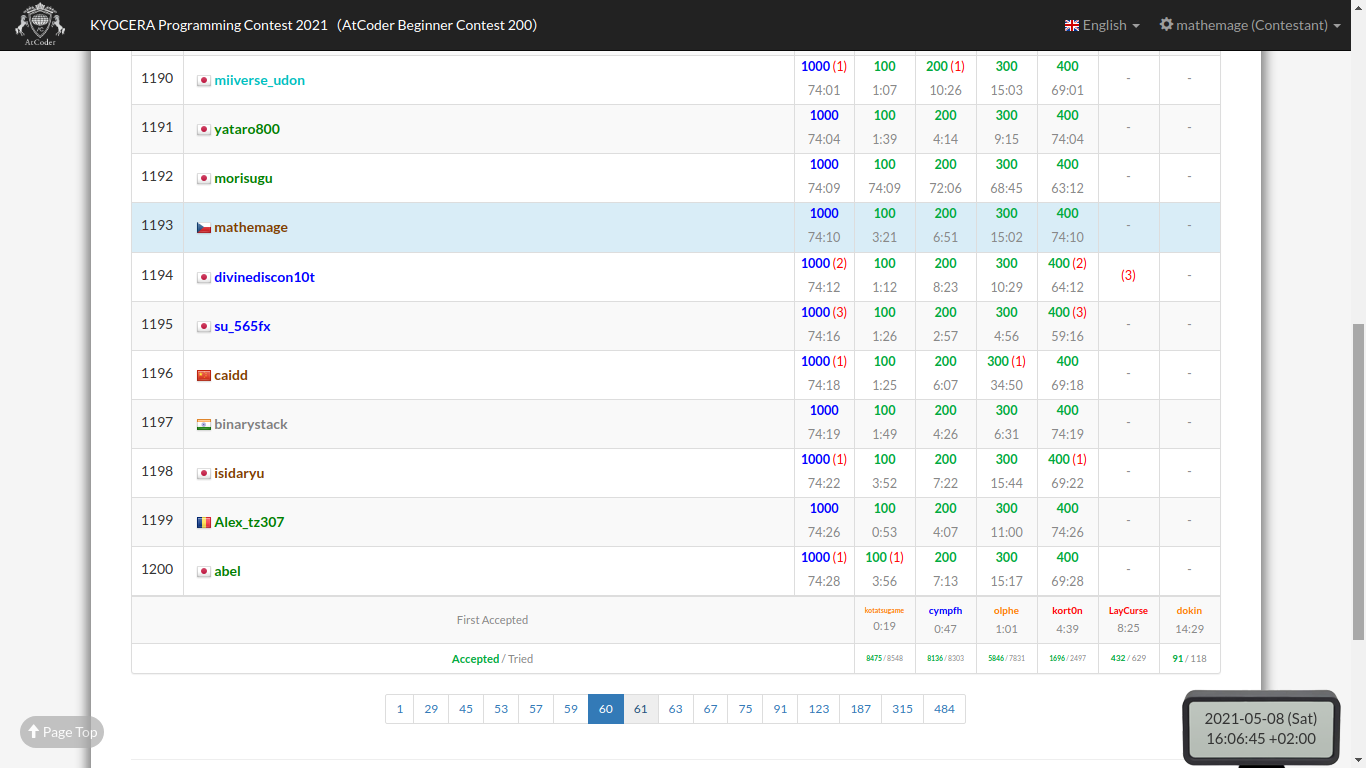 AtCoder KYOCERA Programming Contest 2021 (AtCoder Beginner Contest 200) English mathemage (Contestant)
1190 miiverse_udon 1000 (1) 100 200 (1) 300 400 - -
74:01 1:07 10:26 15:03 69:01
1191 yataro800 1000 100 200 300 400 - -
74:04 1:39 4:14 9:15 74:04
1192 morisugu 1000 100 200 300 400 - -
74:09 74:09 72:06 68:45 63:12
1193 mathemage 1000 100 200 300 400 - -
74:10 3:21 6:51 15:02 74:10
1194 divinediscon10t 1000 (2) 100 200 300 400 (2) (3) -
74:12 1:12 8:23 10:29 64:12
1195 su_565fx 1000 (3) 100 200 300 400 (3) - -
74:16 1:26 2:57 4:56 59:16
1196 caidd 1000 (1) 100 200 300 (1) 400 - -
74:18 1:25 6:07 34:50 69:18
1197 binarystack 1000 100 200 300 400 - -
74:19 1:49 4:26 6:31 74:19
1198 isidaryu 1000 (1) 100 200 300 400 (1) - -
74:22 3:52 7:22 15:44 69:22
1199 Alex_tz307 1000 100 200 300 400 - -
74:26 0:53 4:07 11:00 74:26
1200 abel 1000 (1) 100 (1) 200 300 400 - -
74:28 3:56 7:13 15:17 69:28
First Accepted kotatsugame cympfh olphe kort0n LayCurse dokin
0:19 0:47 1:01 4:39 8:25 14:29
Accepted / Tried 8475 / 8548 8136 / 8303 5846 / 7831 1696 / 2497 432 / 629 91 / 118
1 29 45 53 57 59 60 61 63 67 75 91 123 187 315 484
Page Top
2021-05-08 (Sat)
16:06:45 +02:00